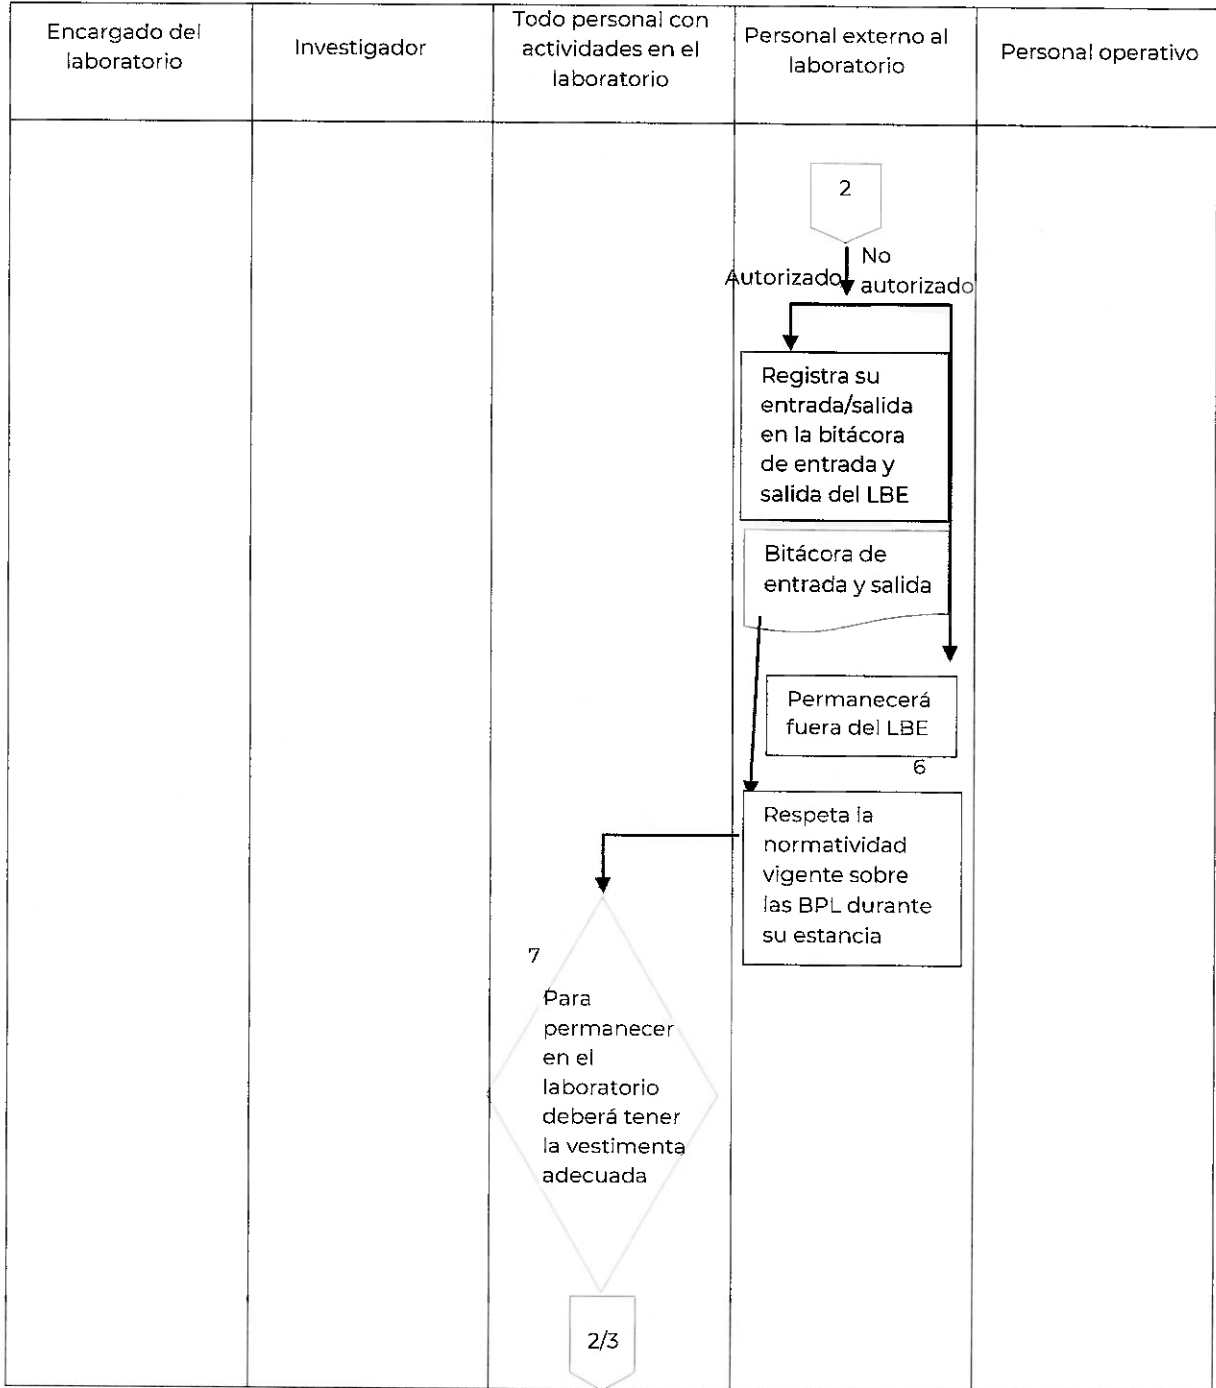 Encargado del
laboratorio
Investigador
Todo personal con
actividades en el
laboratorio
Personal externo al
laboratorio
Personal operativo
2
Autorizado
No
autorizado
Registra su
entrada/salida
en la bitácora
de entrada y
salida del LBE
Bitácora de
entrada y salida
Permanecerá
fuera del LBE
6
Respeta la
normatividad
vigente sobre
las BPL durante
su estancia
7
Para
permanecer
en el
laboratorio
deberá tener
la vestimenta
adecuada
2/3